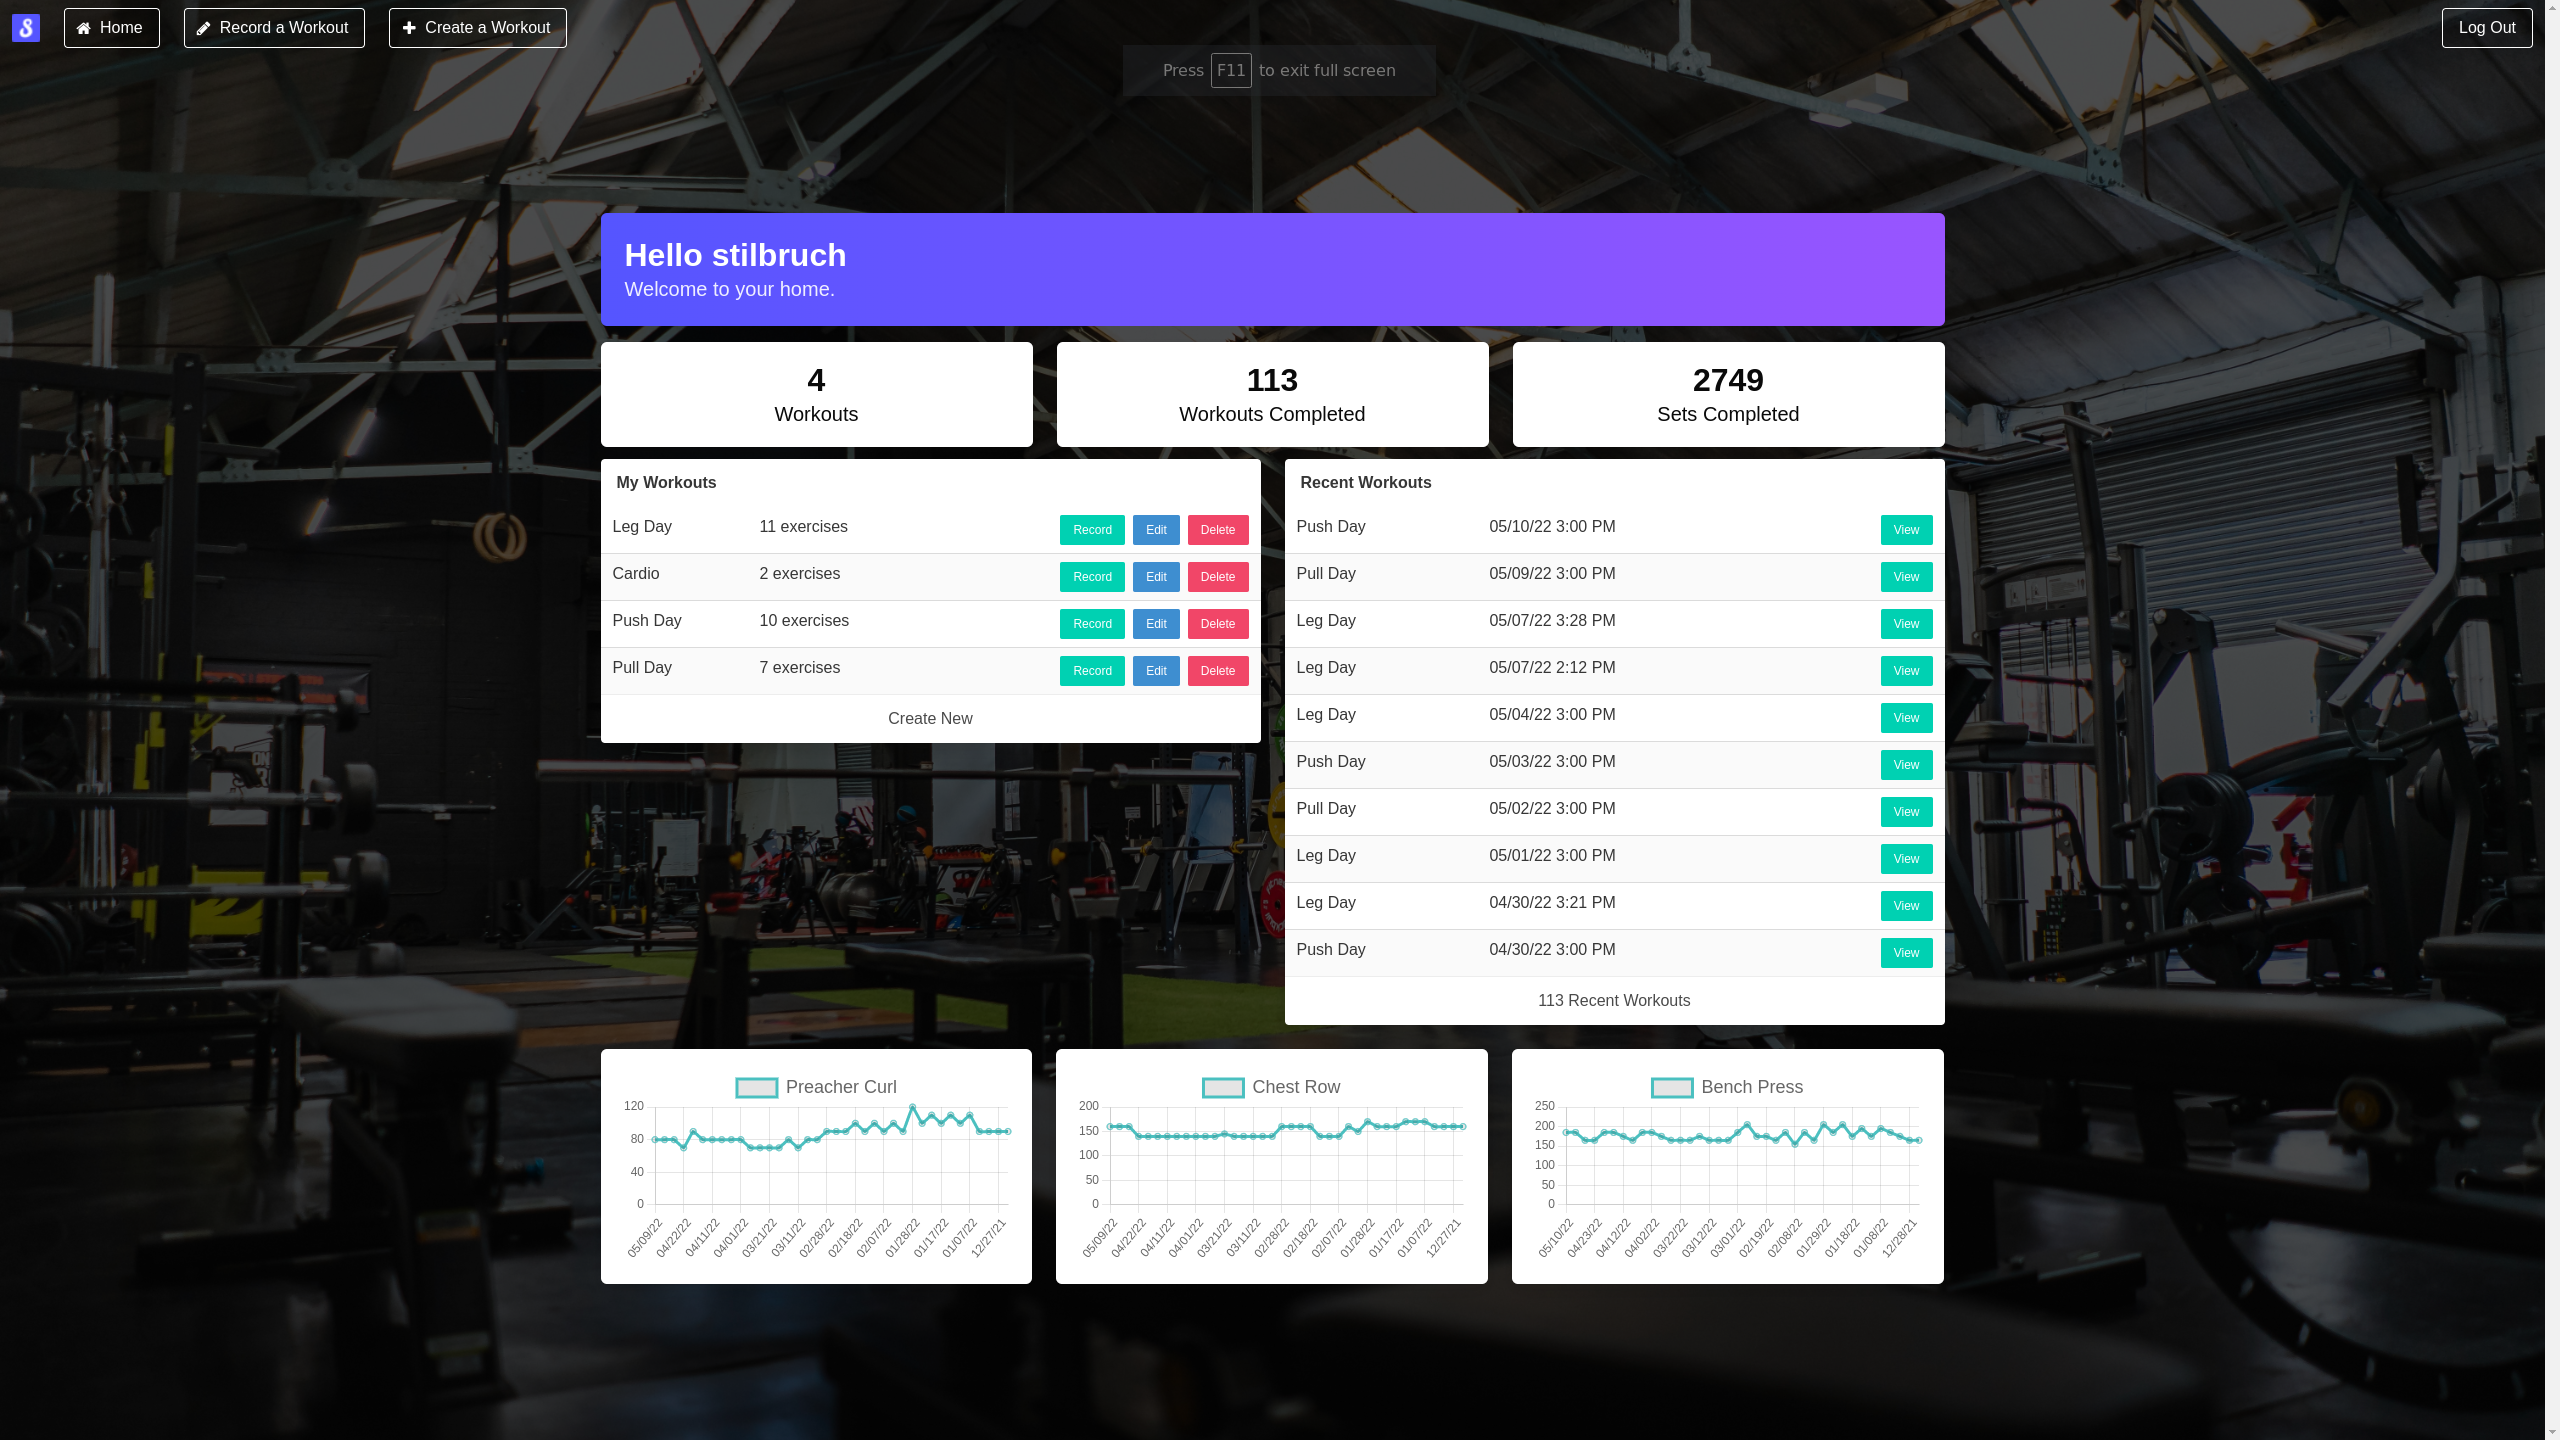 S
Home
Record a Workout
Create a Workout
Log Out
Press F11 to exit full screen
Hello stilbruch
Welcome to your home.
4
Workouts
113
Workouts Completed
2749
Sets Completed
My Workouts
Leg Day 11 exercises Record Edit Delete
Cardio 2 exercises Record Edit Delete
Push Day 10 exercises Record Edit Delete
Pull Day 7 exercises Record Edit Delete
Create New
Recent Workouts
Push Day 05/10/22 3:00 PM View
Pull Day 05/09/22 3:00 PM View
Leg Day 05/07/22 3:28 PM View
Leg Day 05/07/22 2:12 PM View
Leg Day 05/04/22 3:00 PM View
Push Day 05/03/22 3:00 PM View
Pull Day 05/02/22 3:00 PM View
Leg Day 05/01/22 3:00 PM View
Leg Day 04/30/22 3:21 PM View
Push Day 04/30/22 3:00 PM View
113 Recent Workouts
Preacher Curl
120
80
40
0
05/09/22 04/22/22 04/11/22 04/01/22 03/21/22 03/11/22 02/28/22 02/18/22 02/07/22 01/28/22 01/17/22 01/07/22 12/27/21
Chest Row
200
150
100
50
0
05/09/22 04/22/22 04/11/22 04/01/22 03/21/22 03/11/22 02/28/22 02/18/22 02/07/22 01/28/22 01/17/22 01/07/22 12/27/21
Bench Press
250
200
150
100
50
0
05/10/22 04/23/22 04/12/22 04/02/22 03/22/22 03/12/22 03/01/22 02/19/22 02/08/22 01/29/22 01/18/22 01/08/22 12/28/21